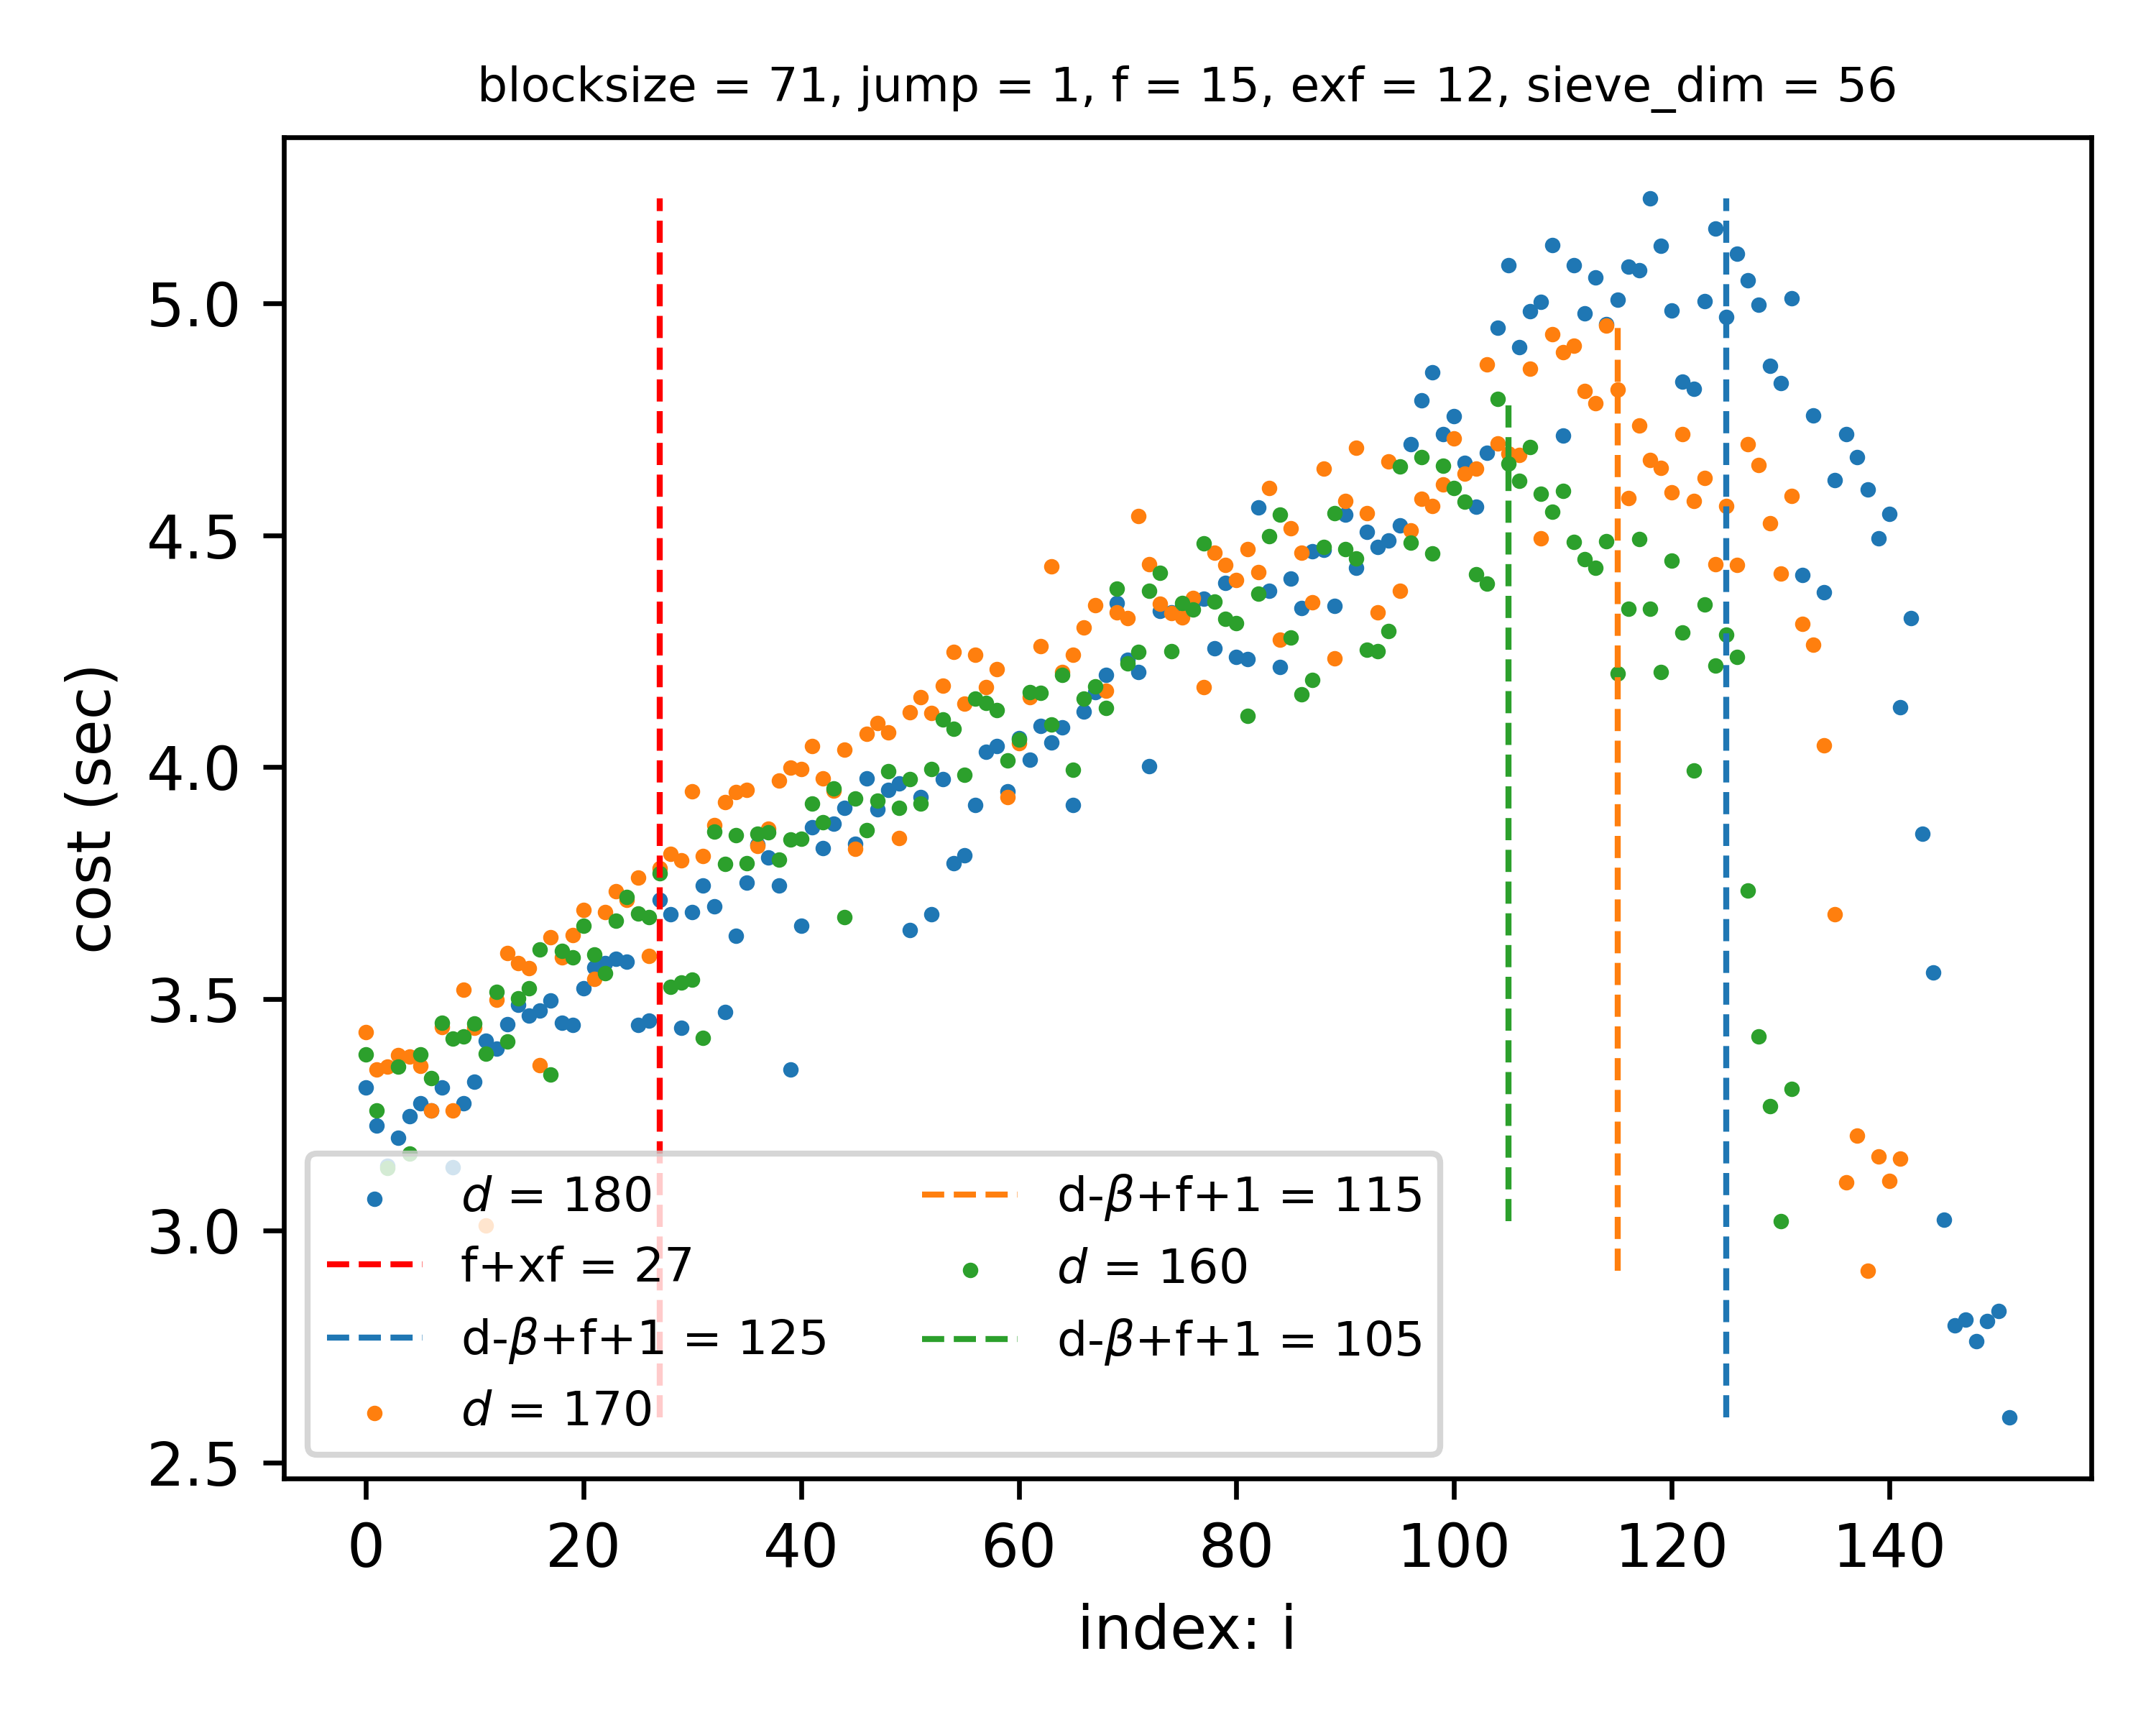 blocksize = 71, jump = 1, f = 15, exf = 12, sieve_dim = 56
cost (sec)
5.0
4.5
4.0
3.5
3.0
2.5
d = 180
f+xf = 27
d-β+f+1 = 125
d = 170
d-β+f+1 = 115
d = 160
d-β+f+1 = 105
0 20 40 60 80 100 120 140
index: i